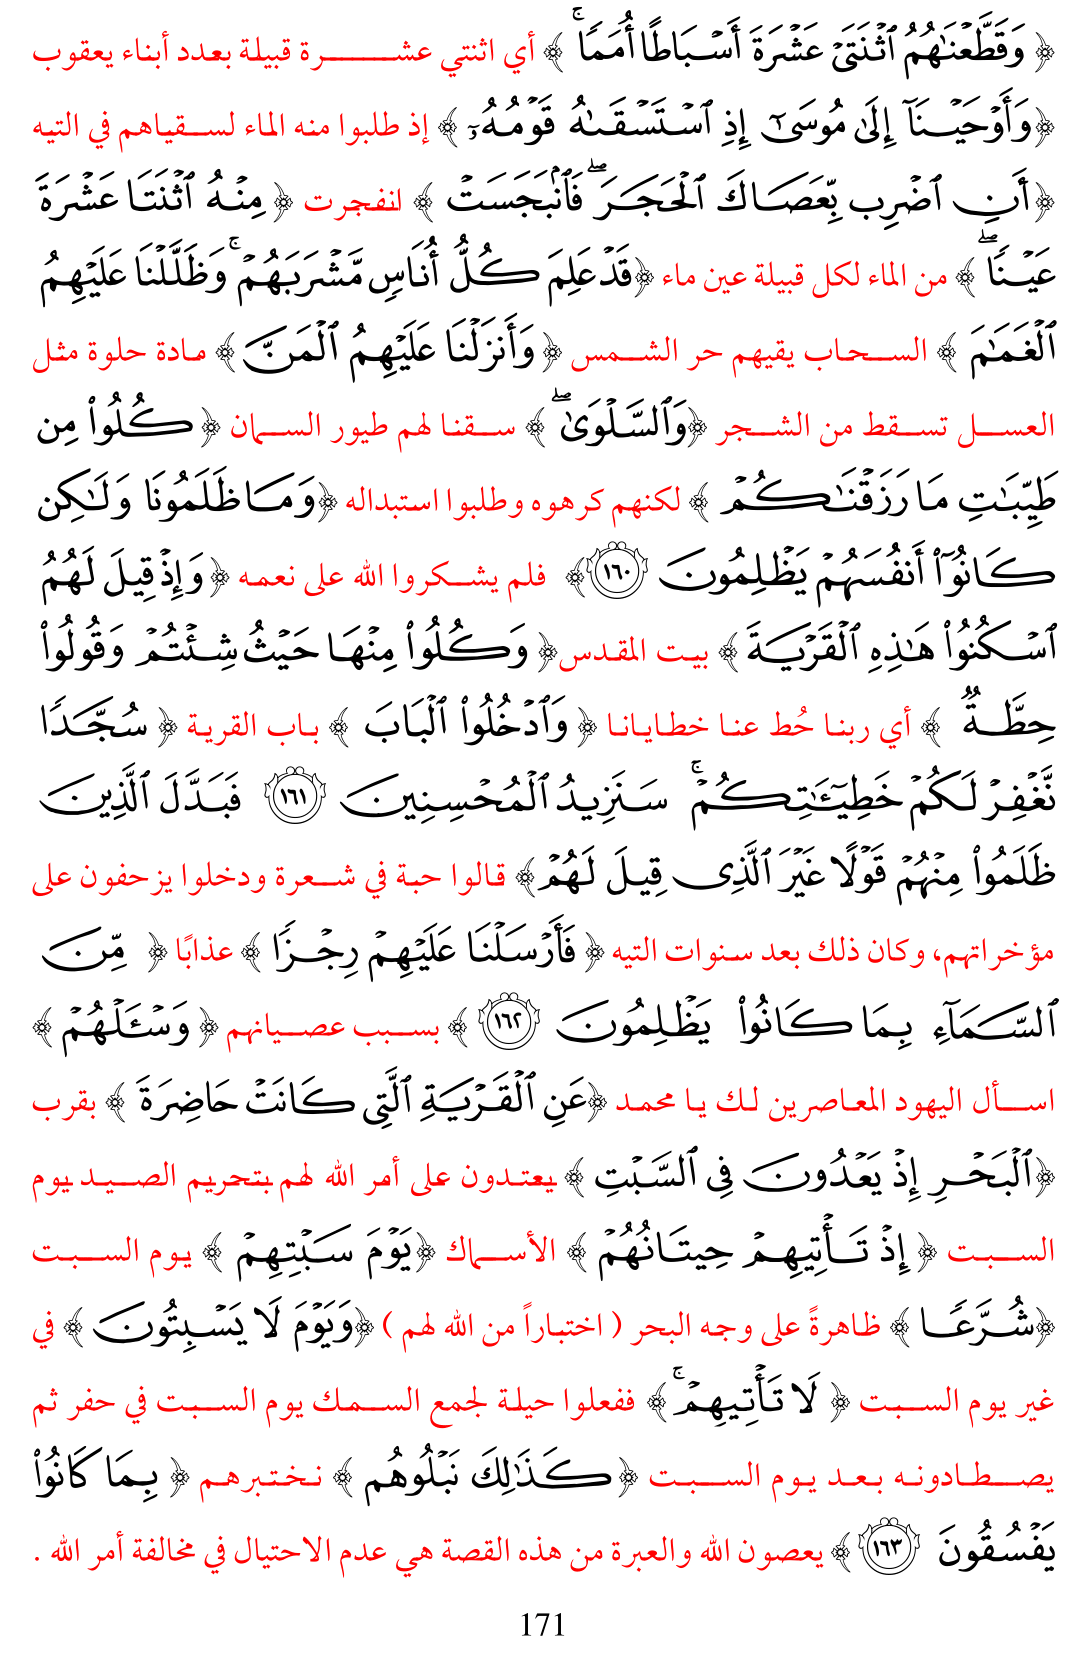 ﴿ وَقَطَّعْنَـٰهُمُ ٱثْنَتَىْ عَشْرَةَ أَسْبَاطًا أُمَمًا ۚ ﴾ أي اثنتي عشرة قبيلة بعدد أبناء يعقوب
﴿ وَأَوْحَيْنَآ إِلَىٰ مُوسَىٰٓ إِذِ ٱسْتَسْقَىٰهُ قَوْمُهُۥٓ ﴾ إذ طلبوا منه الماء لسقياهم في التيه
﴿ أَنِ ٱضْرِب بِّعَصَاكَ ٱلْحَجَرَ ۖ فَٱنۢبَجَسَتْ ﴾ انفجرت ﴿ مِنْهُ ٱثْنَتَا عَشْرَةَ
عَيْنًا ۖ ﴾ من الماء لكل قبيلة عين ماء ﴿ قَدْ عَلِمَ كُلُّ أُنَاسٍ مَّشْرَبَهُمْ ۚ وَظَلَّلْنَا عَلَيْهِمُ
ٱلْغَمَـٰمَ ﴾ السحاب يقيهم حر الشمس ﴿ وَأَنزَلْنَا عَلَيْهِمُ ٱلْمَنَّ ﴾ مادة حلوة مثل
العسل تسقط من الشجر ﴿ وَٱلسَّلْوَىٰ ۖ ﴾ سقنا لهم طيور السمان ﴿ كُلُوا۟ مِن
طَيِّبَـٰتِ مَا رَزَقْنَـٰكُمْ ﴾ لكنهم كرهوه وطلبوا استبداله ﴿ وَمَا ظَلَمُونَا وَلَـٰكِن
كَانُوٓا۟ أَنفُسَهُمْ يَظْلِمُونَ ١٦٠ ﴾ فلم يشكروا الله على نعمه ﴿ وَإِذْ قِيلَ لَهُمُ
ٱسْكُنُوا۟ هَـٰذِهِ ٱلْقَرْيَةَ ﴾ بيت المقدس ﴿ وَكُلُوا۟ مِنْهَا حَيْثُ شِئْتُمْ وَقُولُوا۟
حِطَّةٌ ﴾ أي ربنا حُط عنا خطايانا ﴿ وَٱدْخُلُوا۟ ٱلْبَابَ ﴾ باب القرية ﴿ سُجَّدًا
نَّغْفِرْ لَكُمْ خَطِيٓـَٔـٰتِكُمْ ۚ سَنَزِيدُ ٱلْمُحْسِنِينَ ١٦١ فَبَدَّلَ ٱلَّذِينَ
ظَلَمُوا۟ مِنْهُمْ قَوْلًا غَيْرَ ٱلَّذِى قِيلَ لَهُمْ ﴾ قالوا حبة في شعرة ودخلوا يزحفون على
مؤخراتهم، وكان ذلك بعد سنوات التيه ﴿ فَأَرْسَلْنَا عَلَيْهِمْ رِجْزًا ﴾ عذابًا ﴿ مِّنَ
ٱلسَّمَآءِ بِمَا كَانُوا۟ يَظْلِمُونَ ١٦٢ ﴾ بسبب عصيانهم ﴿ وَسْـَٔلْهُمْ ﴾
اسأل اليهود المعاصرين لك يا محمد ﴿ عَنِ ٱلْقَرْيَةِ ٱلَّتِى كَانَتْ حَاضِرَةَ ﴾ بقرب
﴿ ٱلْبَحْرِ إِذْ يَعْدُونَ فِى ٱلسَّبْتِ ﴾ يعتدون على أمر الله لهم بتحريم الصيد يوم
السبت ﴿ إِذْ تَأْتِيهِمْ حِيتَانُهُمْ ﴾ الأسماك ﴿ يَوْمَ سَبْتِهِمْ ﴾ يوم السبت
﴿ شُرَّعًا ﴾ ظاهرةً على وجه البحر ( اختباراً من الله لهم ) ﴿ وَيَوْمَ لَا يَسْبِتُونَ ﴾ في
غير يوم السبت ﴿ لَا تَأْتِيهِمْ ۚ ﴾ ففعلوا حيلة لجمع السمك يوم السبت في حفر ثم
يصطادونه بعد يوم السبت ﴿ كَذَٰلِكَ نَبْلُوهُم ﴾ نختبرهم ﴿ بِمَا كَانُوا۟
يَفْسُقُونَ ١٦٣ ﴾ يعصون الله والعبرة من هذه القصة هي عدم الاحتيال في مخالفة أمر الله .
171